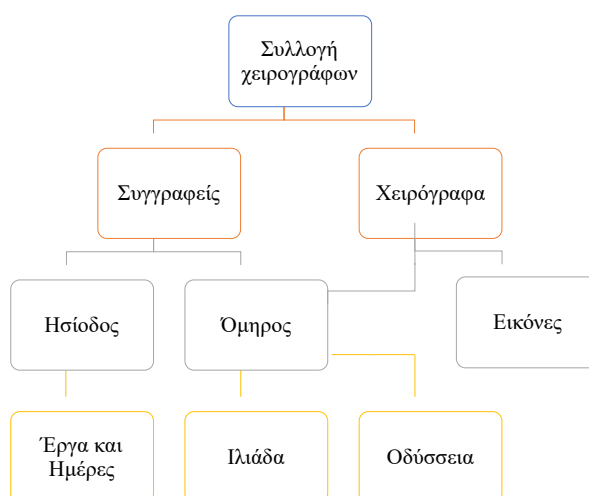 Συλλογή
χειρογράφων
Συγγραφείς
Χειρόγραφα
Ησίοδος
Όμηρος
Εικόνες
Έργα και
Ημέρες
Ιλιάδα
Οδύσσεια